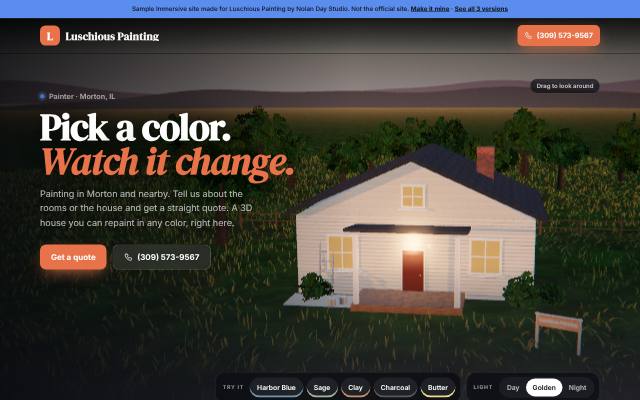 Sample Immersive site made for Luschious Painting by Nolan Day Studio. Not the official site. Make it mine · See all 3 versions
L Luschious Painting
(309) 573-9567
Drag to look around
Painter · Morton, IL
Pick a color.
Watch it change.
Painting in Morton and nearby. Tell us about the
rooms or the house and get a straight quote. A 3D
house you can repaint in any color, right here.
Get a quote
(309) 573-9567
TRY IT Harbor Blue Sage Clay Charcoal Butter
LIGHT Day Golden Night